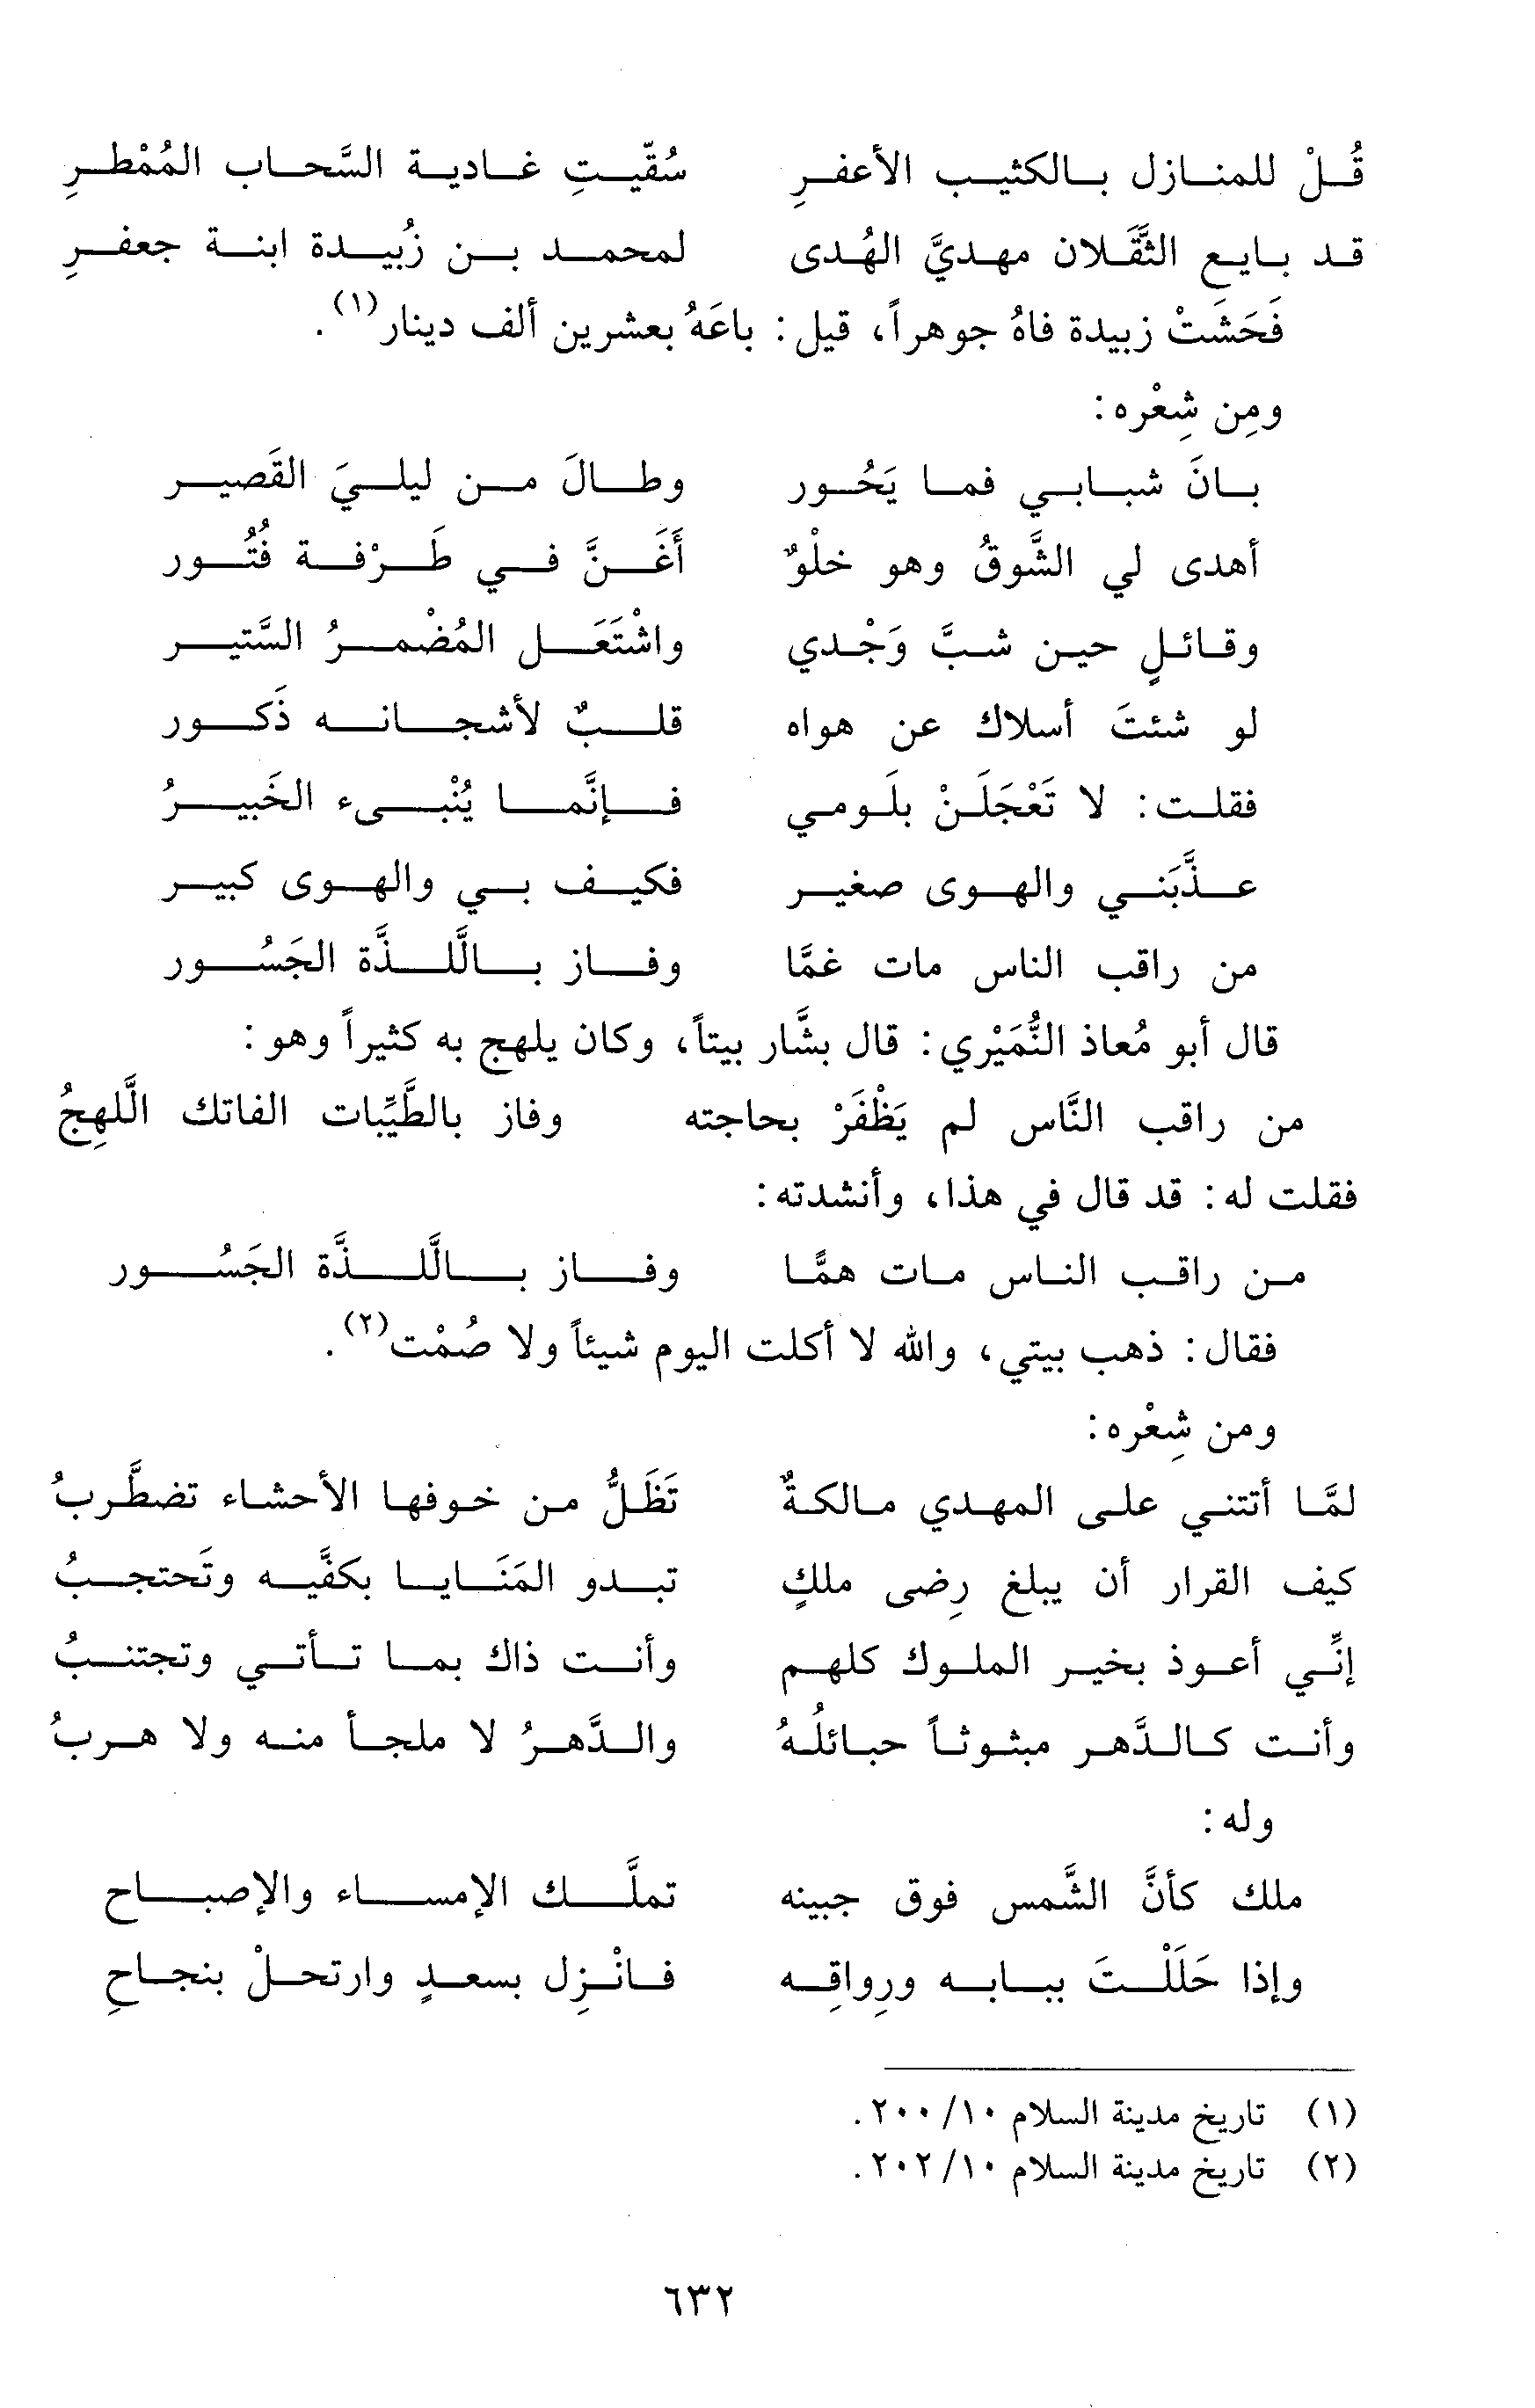 قُلْ للمنازل بالكثيب الأعفرِ سُقّيتِ غادية السَّحاب المُمْطرِ
قد بايع الثَّقَلان مهديَّ الهُدى لمحمد بن زُبيدة ابنة جعفرِ
فَحَشَتْ زبيدة فاهُ جوهراً، قيل: باعَهُ بعشرين ألف دينار(١).
ومِن شِعْره:
بانَ شبابي فما يَحُور وطالَ من ليليَ القَصير
أهدى لي الشَّوقُ وهو خلْوٌ أَغَنَّ في طَرْفة فُتُور
وقائلٍ حين شبَّ وَجْدي واشْتَعَل المُضْمرُ السَّتير
لو شئتَ أسلاك عن هواه قلبٌ لأشجانه ذَكور
فقلت: لا تَعْجَلَنْ بلَومي فإنَّما يُنْبىء الخَبيرُ
عذَّبَني والهوى صغير فكيف بي والهوى كبير
من راقب الناس مات غمَّا وفاز بالَّلذَّة الجَسُور
قال أبو مُعاذ النُّمَيْري: قال بشَّار بيتاً، وكان يلهج به كثيراً وهو:
من راقب النَّاس لم يَظْفَرْ بحاجته وفاز بالطَّيِّبات الفاتك الَّلهِجُ
فقلت له: قد قال في هذا، وأنشدته:
من راقب الناس مات همًّا وفاز بالَّلذَّة الجَسُور
فقال: ذهب بيتي، والله لا أكلت اليوم شيئاً ولا صُمْت(٢).
ومن شِعْره:
لمَّا أتتني على المهدي مالكةٌ تَظَلُّ من خوفها الأحشاء تضطَّربُ
كيف القرار أن يبلغ رِضى ملكٍ تبدو المَنَايا بكفَّيه وتَحتجبُ
إنِّي أعوذ بخير الملوك كلهم وأنت ذاك بما تأتي وتجتنبُ
وأنت كالدَّهر مبثوثاً حبائلُهُ والدَّهرُ لا ملجأ منه ولا هربُ
وله:
ملك كأنَّ الشَّمس فوق جبينه تملَّك الإمساء والإصباح
وإذا حَلَلْتَ ببابه ورِواقِه فانْزِل بسعدٍ وارتحلْ بنجاحِ
(١) تاريخ مدينة السلام ١٠/ ٢٠٠.
(٢) تاريخ مدينة السلام ١٠/ ٢٠٢.
٦٣٢